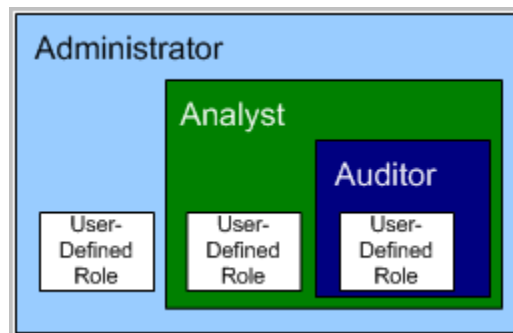 Administrator
Analyst
Auditor
User-
Defined
Role
User-
Defined
Role
User-
Defined
Role